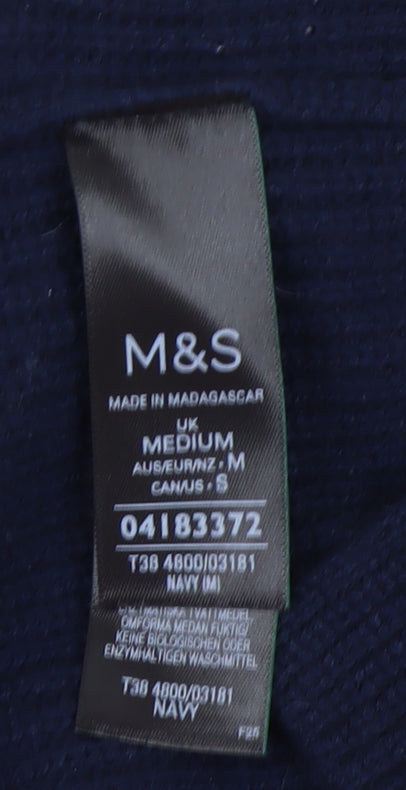 M&S
MADE IN MADAGASCAR
UK
MEDIUM
AUS/EUR/NZ • M
CAN/US • S
04183372
T38 4800/03181
NAVY (M)
TVÄTTMEDEL
OMFORMA MEDAN FUKTIG/
KEINE BIOLOGISCHEN ODER
ENZYMHALTIGEN WASCHMITTEL
T38 4800/03181
NAVY